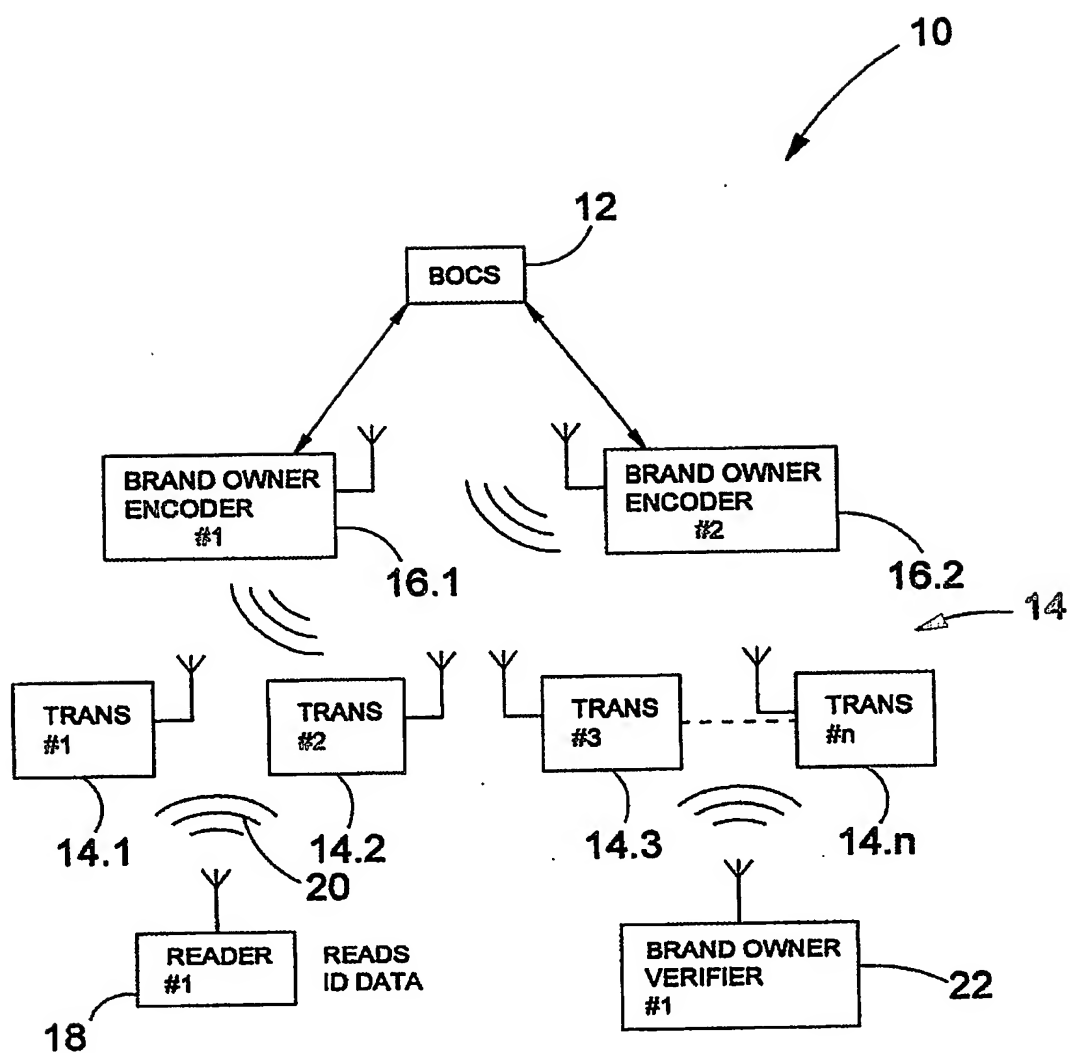 10
12
BOCS
BRAND OWNER
ENCODER
#1
16.1
BRAND OWNER
ENCODER
#2
16.2
14
TRANS
#1
14.1
TRANS
#2
14.2
TRANS
#3
14.3
TRANS
#n
14.n
20
READER
#1
READS
ID DATA
18
BRAND OWNER
VERIFIER
#1
22